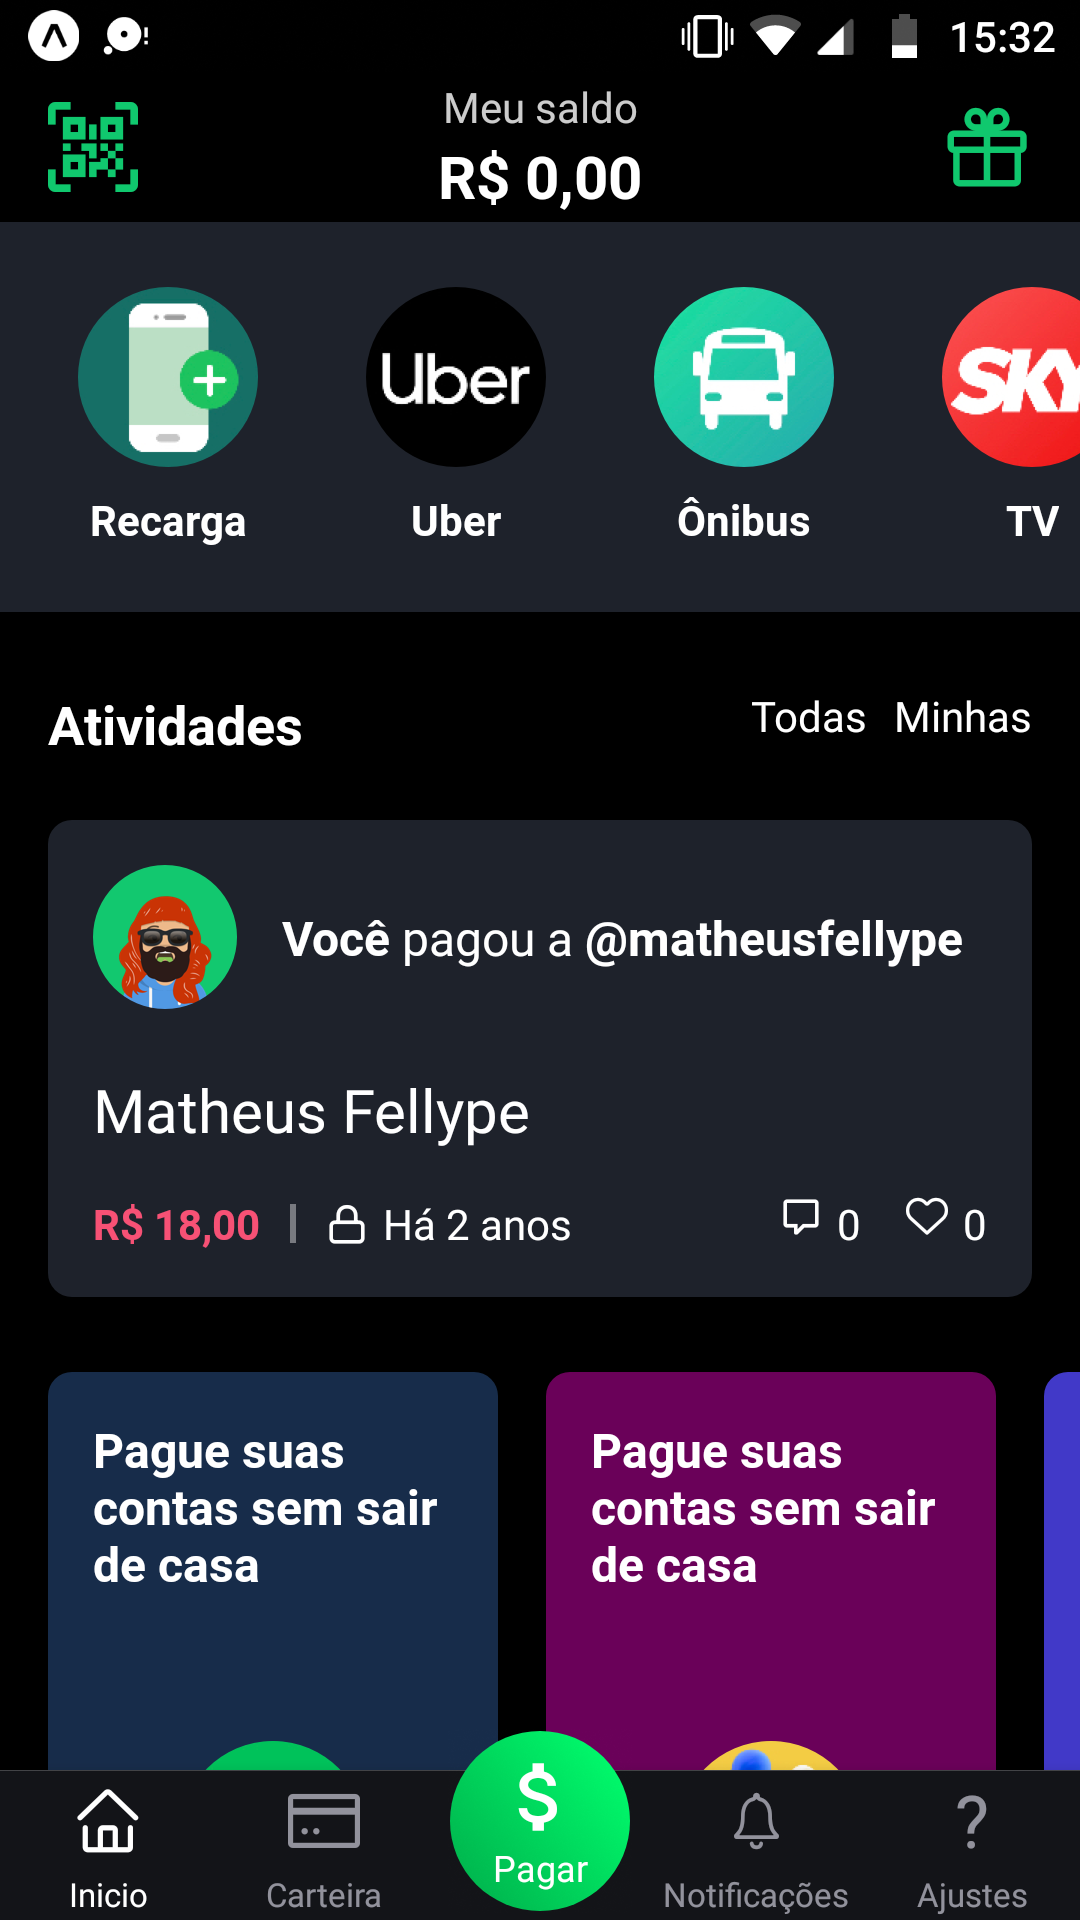 15:32
Meu saldo
R$ 0,00
Uber
SKY
Recarga
Uber
Ônibus
TV
Atividades
Todas Minhas
Você pagou a @matheusfellype
Matheus Fellype
R$ 18,00 | Há 2 anos 0 0
Pague suas
contas sem sair
de casa
Pague suas
contas sem sair
de casa
$
Pagar
?
Inicio
Carteira
Notificações
Ajustes